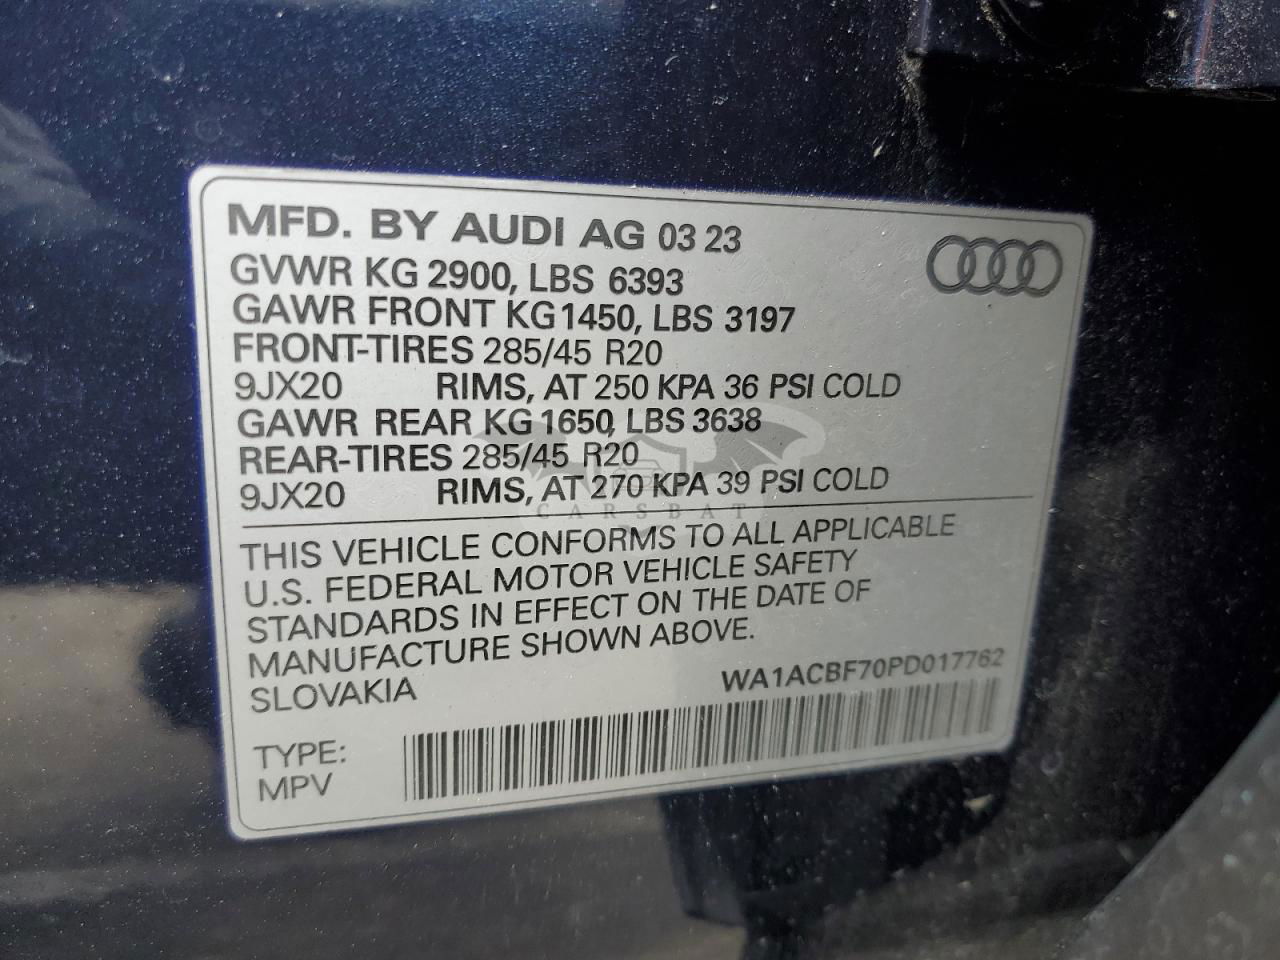 MFD. BY AUDI AG 03 23
GVWR KG 2900, LBS 6393
GAWR FRONT KG 1450, LBS 3197
FRONT-TIRES 285/45 R20
9JX20 RIMS, AT 250 KPA 36 PSI COLD
GAWR REAR KG 1650, LBS 3638
REAR-TIRES 285/45 R20
9JX20 RIMS, AT 270 KPA 39 PSI COLD
CARSBAT
THIS VEHICLE CONFORMS TO ALL APPLICABLE
U.S. FEDERAL MOTOR VEHICLE SAFETY
STANDARDS IN EFFECT ON THE DATE OF
MANUFACTURE SHOWN ABOVE.
SLOVAKIA WA1ACBF70PD017762
TYPE:
MPV